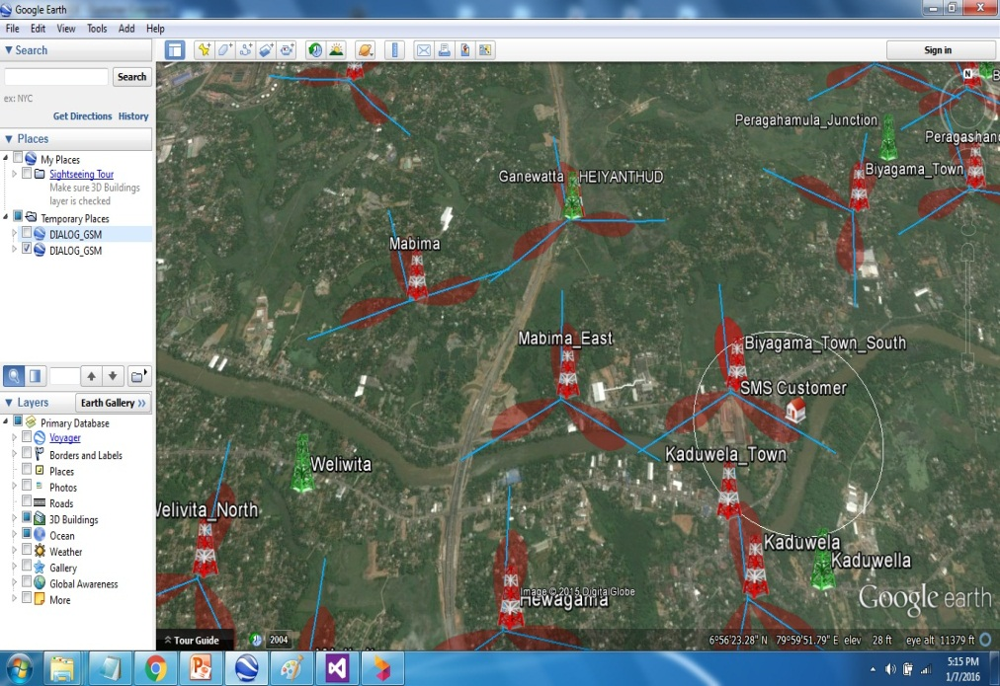 Google Earth
File Edit View Tools Add Help
Search
Sign in
Search
ex: NYC
Get Directions History
Places
My Places
Sightseeing Tour
Make sure 3D Buildings
layer is checked
Temporary Places
DIALOG_GSM
DIALOG_GSM
Layers
Earth Gallery
Primary Database
Voyager
Borders and Labels
Places
Photos
Roads
3D Buildings
Ocean
Weather
Gallery
Global Awareness
More
N
B
Peragahamula_Junction
Peragashan
Biyagama_Town
Ganewatta
HEIYANTHUD
Mabima
Mabima_East
Biyagama_Town_South
SMS Customer
Kaduwela_Town
Weliwita
Welivita_North
Kaduwela
Kaduwella
Image © 2015 DigitalGlobe
Hewagama
Google earth
Tour Guide
2004
6°56'23.28" N 79°59'51.79" E elev 28 ft eye alt 11379 ft
5:15 PM
1/7/2016